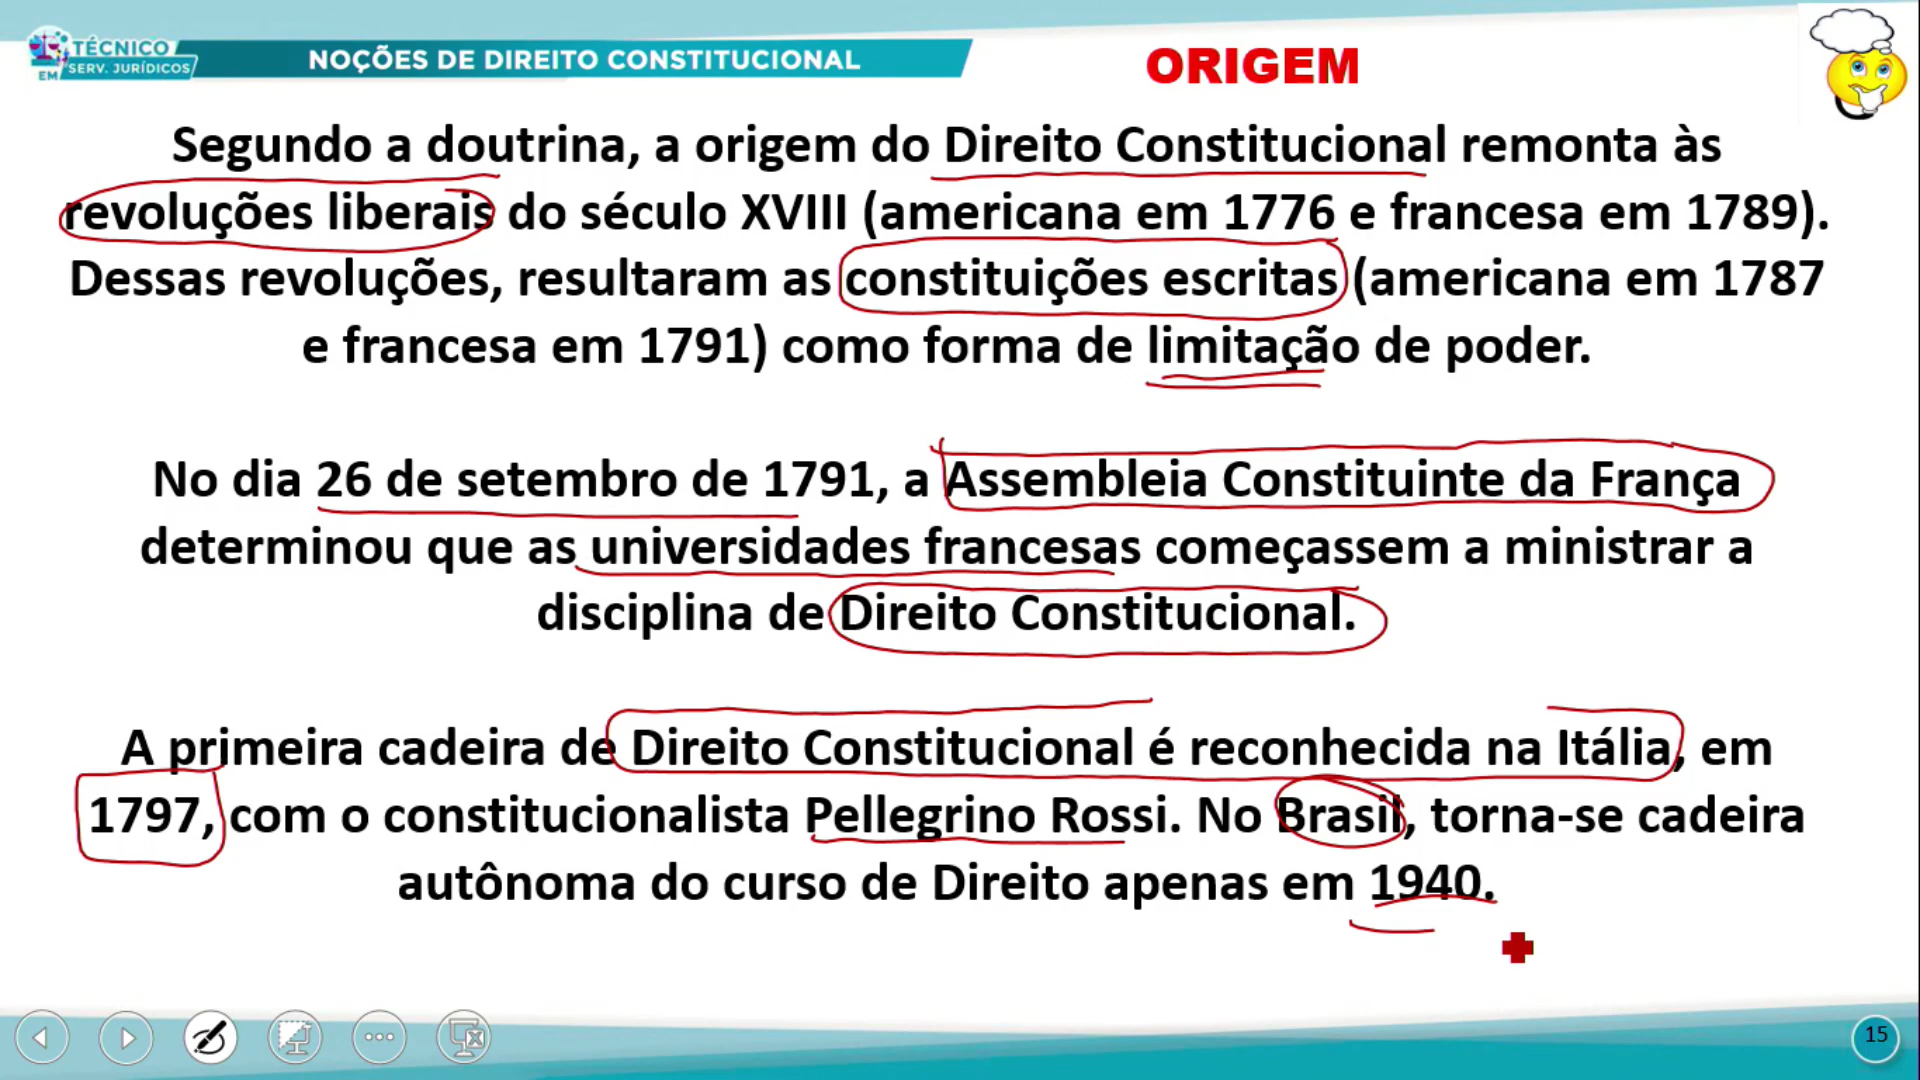 TÉCNICO
EM SERV. JURÍDICOS
NOÇÕES DE DIREITO CONSTITUCIONAL
ORIGEM
Segundo a doutrina, a origem do Direito Constitucional remonta às
revoluções liberais do século XVIII (americana em 1776 e francesa em 1789).
Dessas revoluções, resultaram as constituições escritas (americana em 1787
e francesa em 1791) como forma de limitação de poder.
No dia 26 de setembro de 1791, a Assembleia Constituinte da França
determinou que as universidades francesas começassem a ministrar a
disciplina de Direito Constitucional.
A primeira cadeira de Direito Constitucional é reconhecida na Itália, em
1797, com o constitucionalista Pellegrino Rossi. No Brasil, torna-se cadeira
autônoma do curso de Direito apenas em 1940.
15